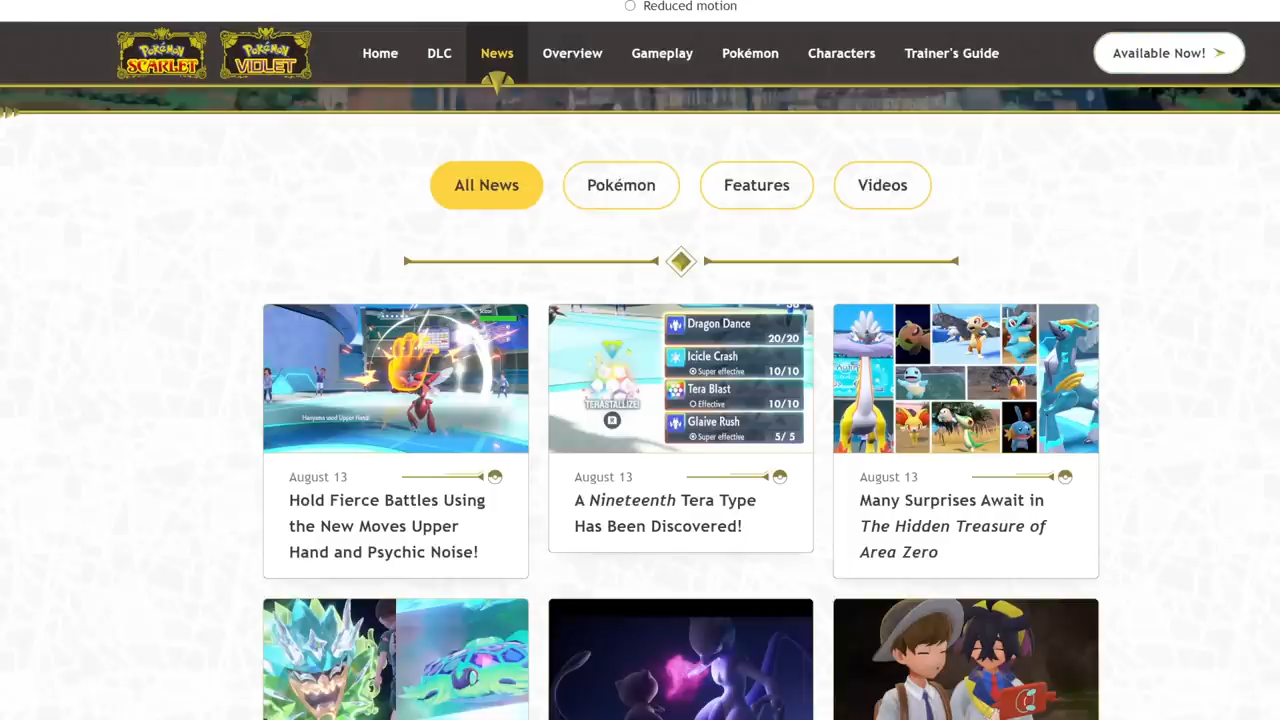 Reduced motion
Pokémon SCARLET
Pokémon VIOLET
Home
DLC
News
Overview
Gameplay
Pokémon
Characters
Trainer's Guide
Available Now!
All News
Pokémon
Features
Videos
Hariyama used Upper Hand!
Dragon Dance
20/20
Icicle Crash
Super effective
10/10
Tera Blast
Effective
10/10
Glaive Rush
Super effective
5/ 5
TERASTALLIZE!
R
August 13
Hold Fierce Battles Using
the New Moves Upper
Hand and Psychic Noise!
August 13
A Nineteenth Tera Type
Has Been Discovered!
August 13
Many Surprises Await in
The Hidden Treasure of
Area Zero